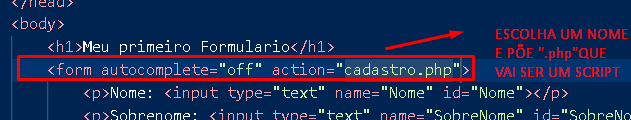 </head>
<body>
<h1>Meu primeiro Formulario</h1>
<form autocomplete="off" action="cadastro.php">
<p>Nome: <input type="text" name="Nome" id="Nome"></p>
<p>Sobrenome: <input type="text" name="SobreNome" id="SobreNo
ESCOLHA UM NOME
E PÕE ".php"QUE
VAI SER UM SCRIPT